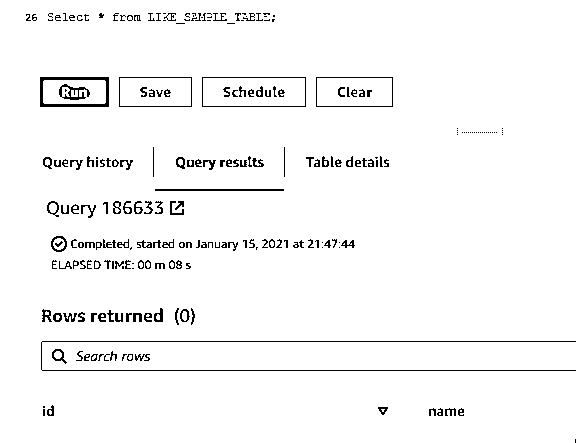 26 Select * from LIKE_SAMPLE_TABLE;
Run Save Schedule Clear
Query history Query results Table details
Query 186633
Completed, started on January 15, 2021 at 21:47:44
ELAPSED TIME: 00 m 08 s
Rows returned (0)
Search rows
id name